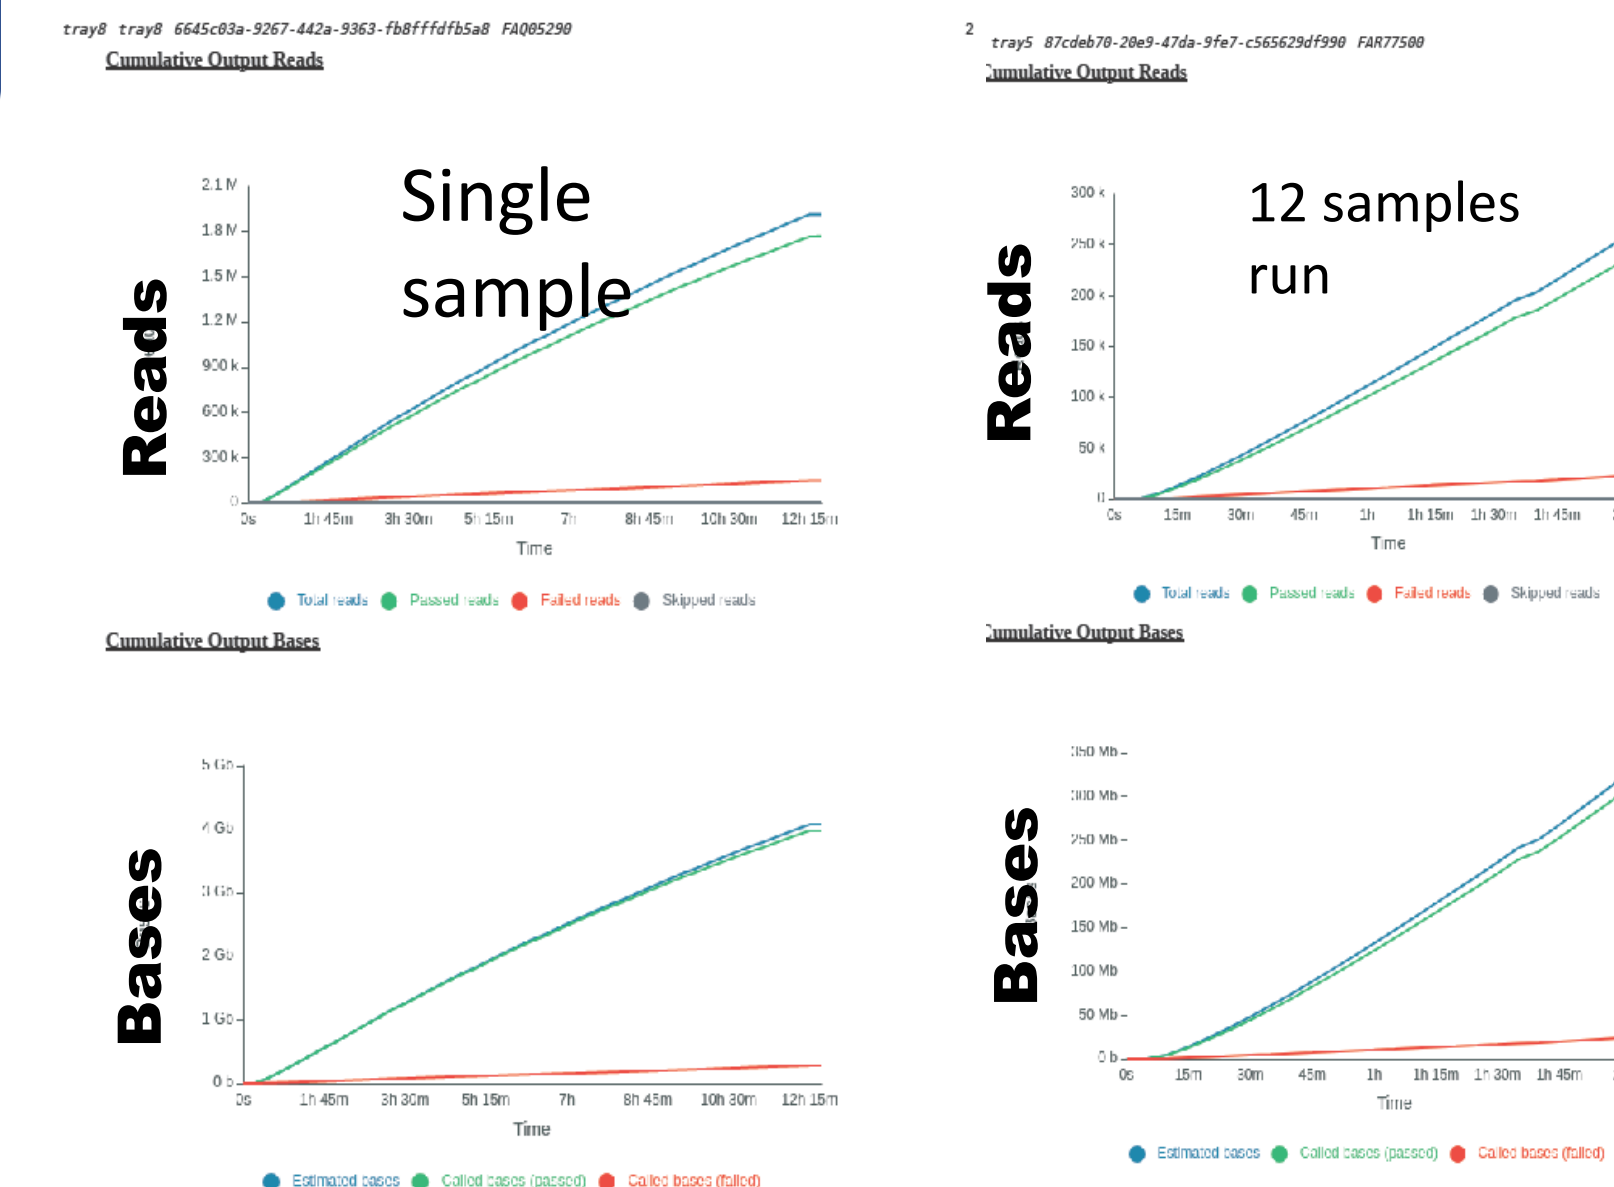 tray8 tray8 6645c03a-9267-442a-9363-fb8fffdfb5a8 FAQ05290
Cumulative Output Reads
Single
sample
Reads
2.1 M
1.8 M
1.5 M
1.2 M
900 k
600 k
300 k
0
0s 1h 45m 3h 30m 5h 15m 7h 8h 45m 10h 30m 12h 15m
Time
Total reads Passed reads Failed reads Skipped reads
Cumulative Output Bases
Bases
5 Gb
4 Gb
3 Gb
2 Gb
1 Gb
0 b
0s 1h 45m 3h 30m 5h 15m 7h 8h 45m 10h 30m 12h 15m
Time
Estimated bases Called bases (passed) Called bases (failed)
2
tray5 87cdeb70-20e9-47da-9fe7-c565629df990 FAR77500
Cumulative Output Reads
12 samples
run
Reads
300 k
250 k
200 k
150 k
100 k
50 k
0
0s 15m 30m 45m 1h 1h 15m 1h 30m 1h 45m
Time
Total reads Passed reads Failed reads Skipped reads
Cumulative Output Bases
Bases
350 Mb
300 Mb
250 Mb
200 Mb
150 Mb
100 Mb
50 Mb
0 b
0s 15m 30m 45m 1h 1h 15m 1h 30m 1h 45m
Time
Estimated bases Called bases (passed) Called bases (failed)